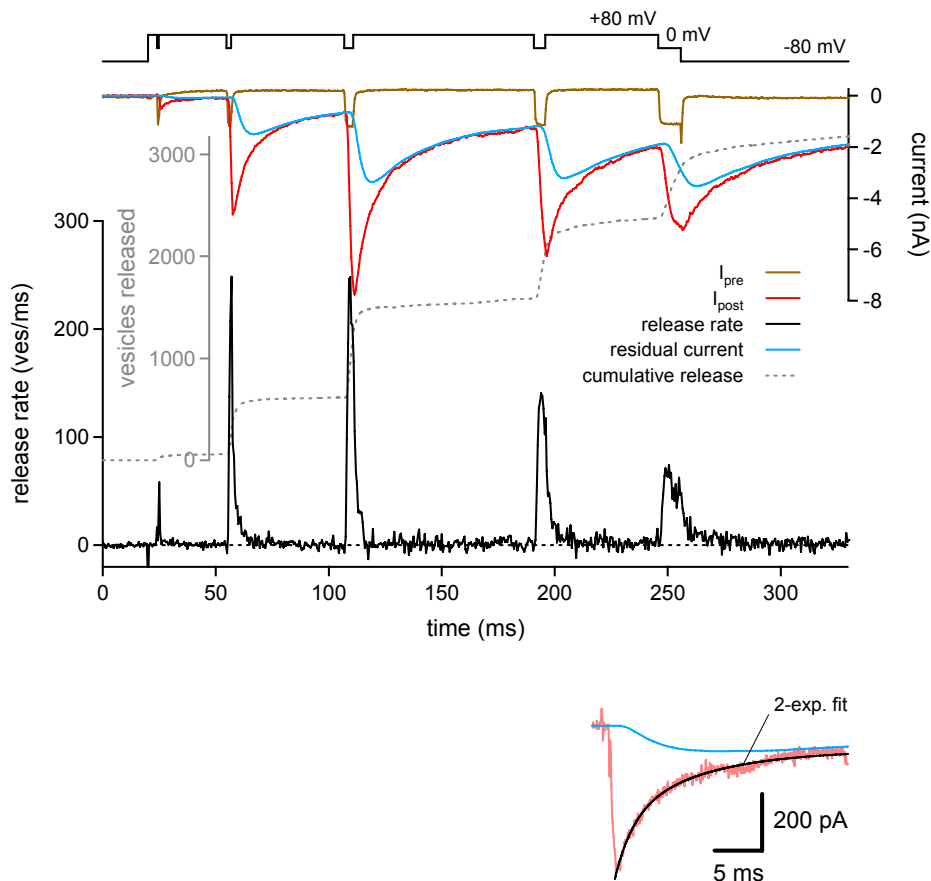 +80 mV
0 mV
-80 mV
0
-2
-4
-6
-8
current (nA)
3000
2000
1000
0
vesicles released
300
200
100
0
release rate (ves/ms)
I_pre
I_post
release rate
residual current
cumulative release
0 50 100 150 200 250 300
time (ms)
2-exp. fit
200 pA
5 ms